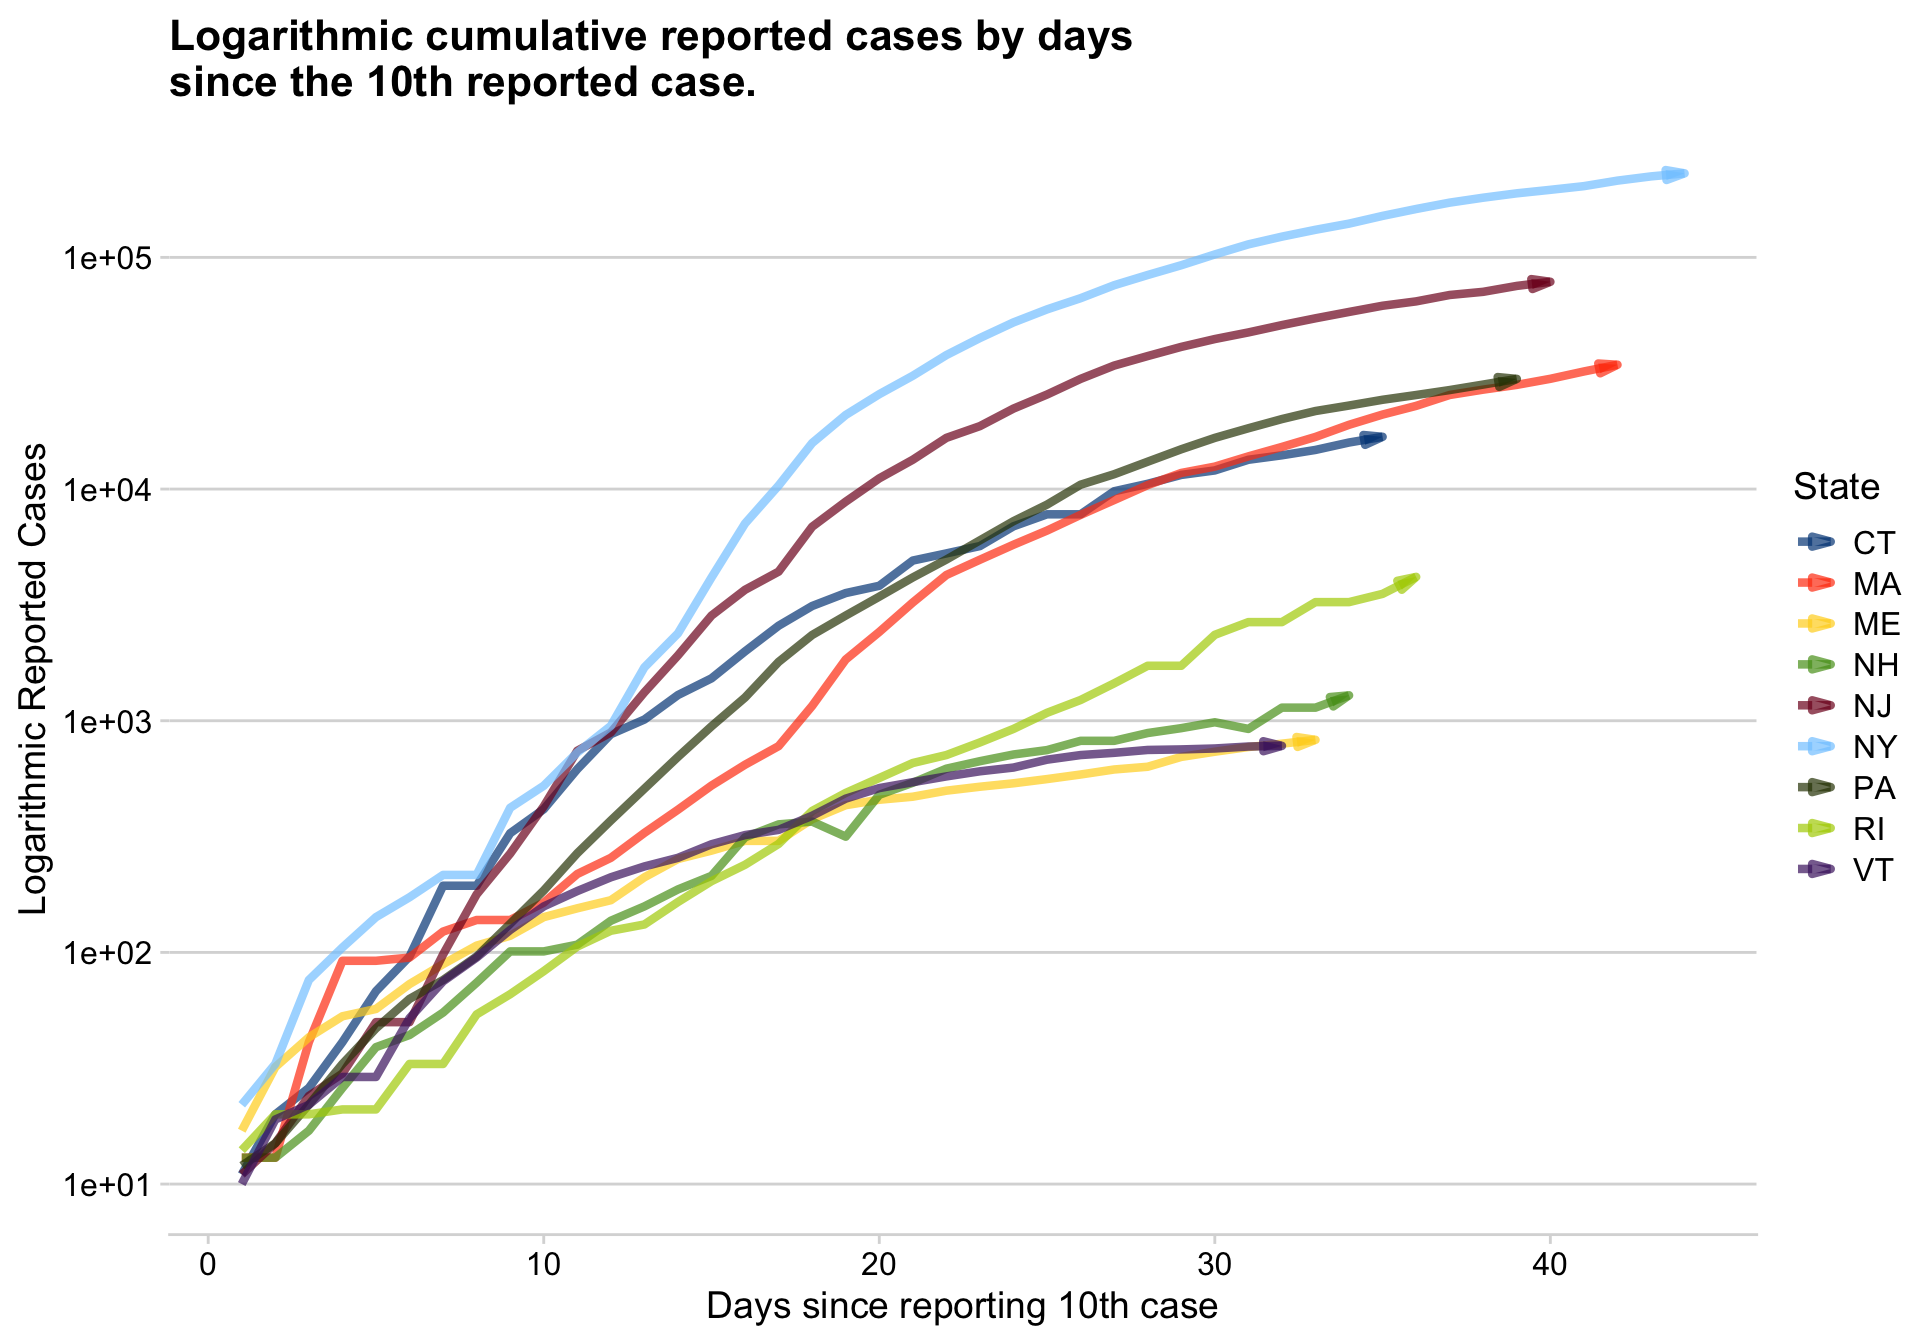 Logarithmic cumulative reported cases by days
since the 10th reported case.
Logarithmic Reported Cases
1e+05
1e+04
1e+03
1e+02
1e+01
0 10 20 30 40
Days since reporting 10th case
State
CT
MA
ME
NH
NJ
NY
PA
RI
VT